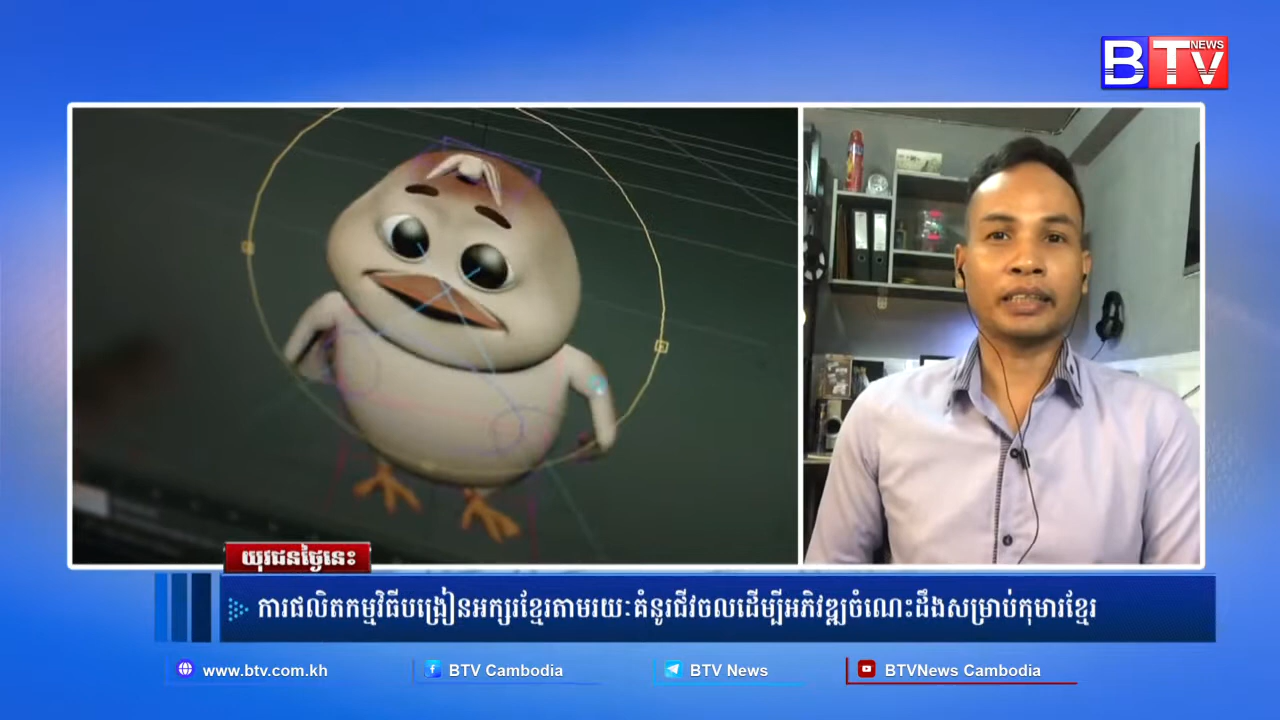 BTV NEWS
យុវជនថ្ងៃនេះ
ការផលិតកម្មវិធីបង្រៀនអក្សរខ្មែរតាមរយៈគំនូរជីវចលដើម្បីអភិវឌ្ឍចំណេះដឹងសម្រាប់កុមារខ្មែរ
www.btv.com.kh BTV Cambodia BTV News BTVNews Cambodia